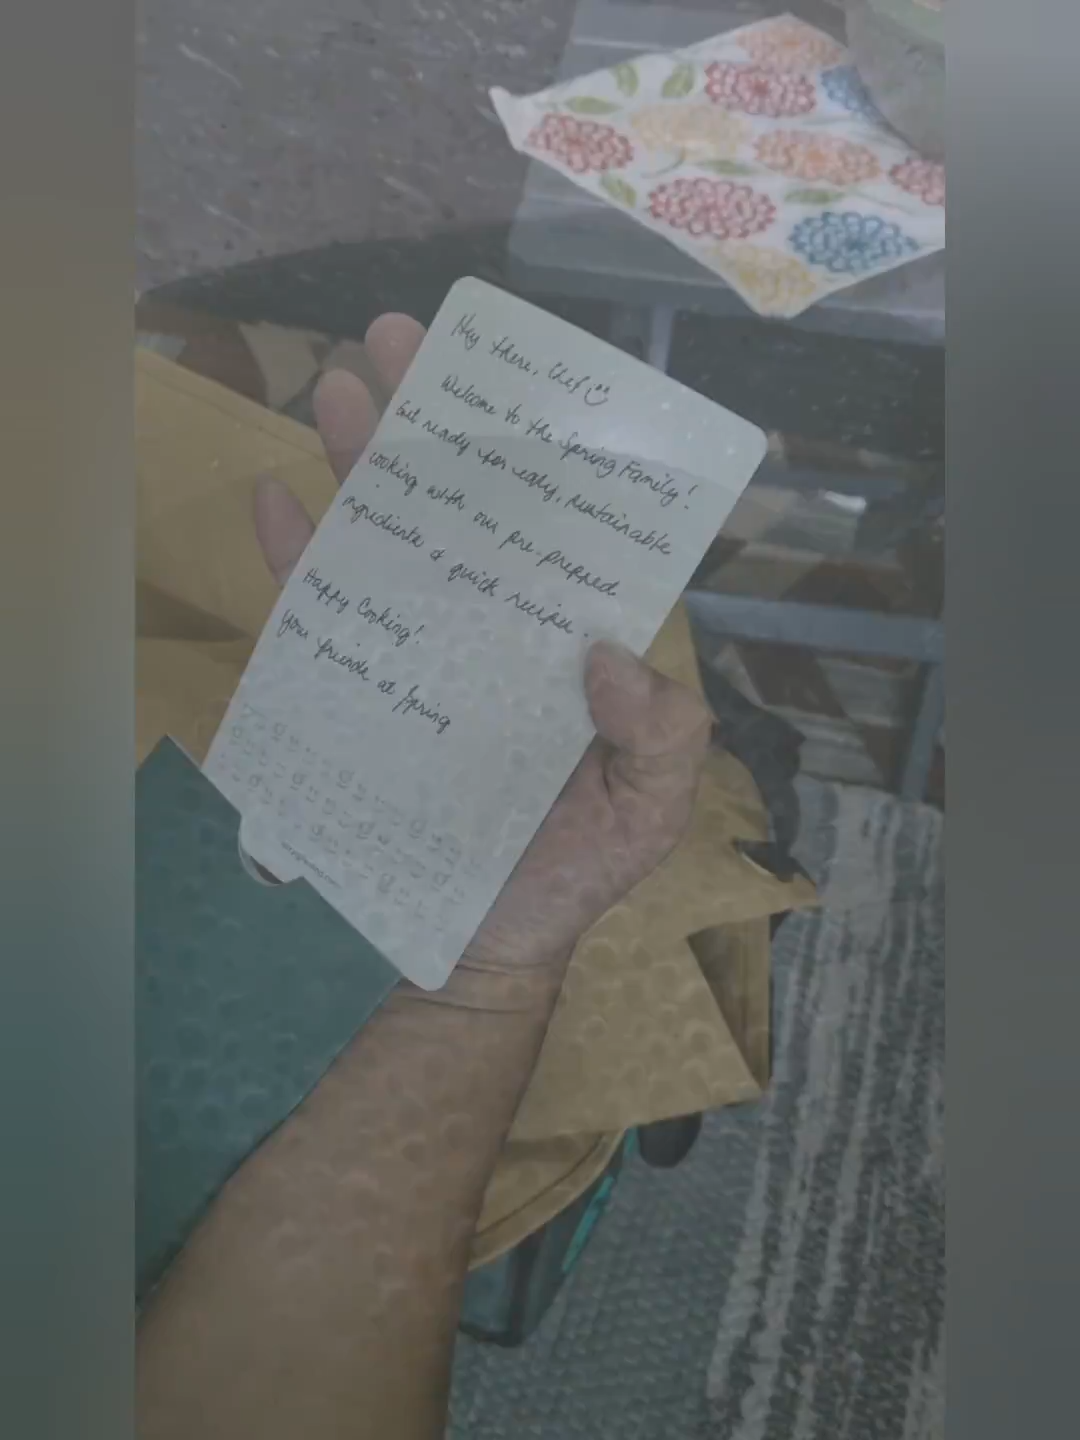 Hey there, Chef
Welcome to the Spring Family!
Get ready for easy, sustainable
cooking with our pre-prepped
ingredients & quick recipes.
Happy Cooking!
your friends at Spring